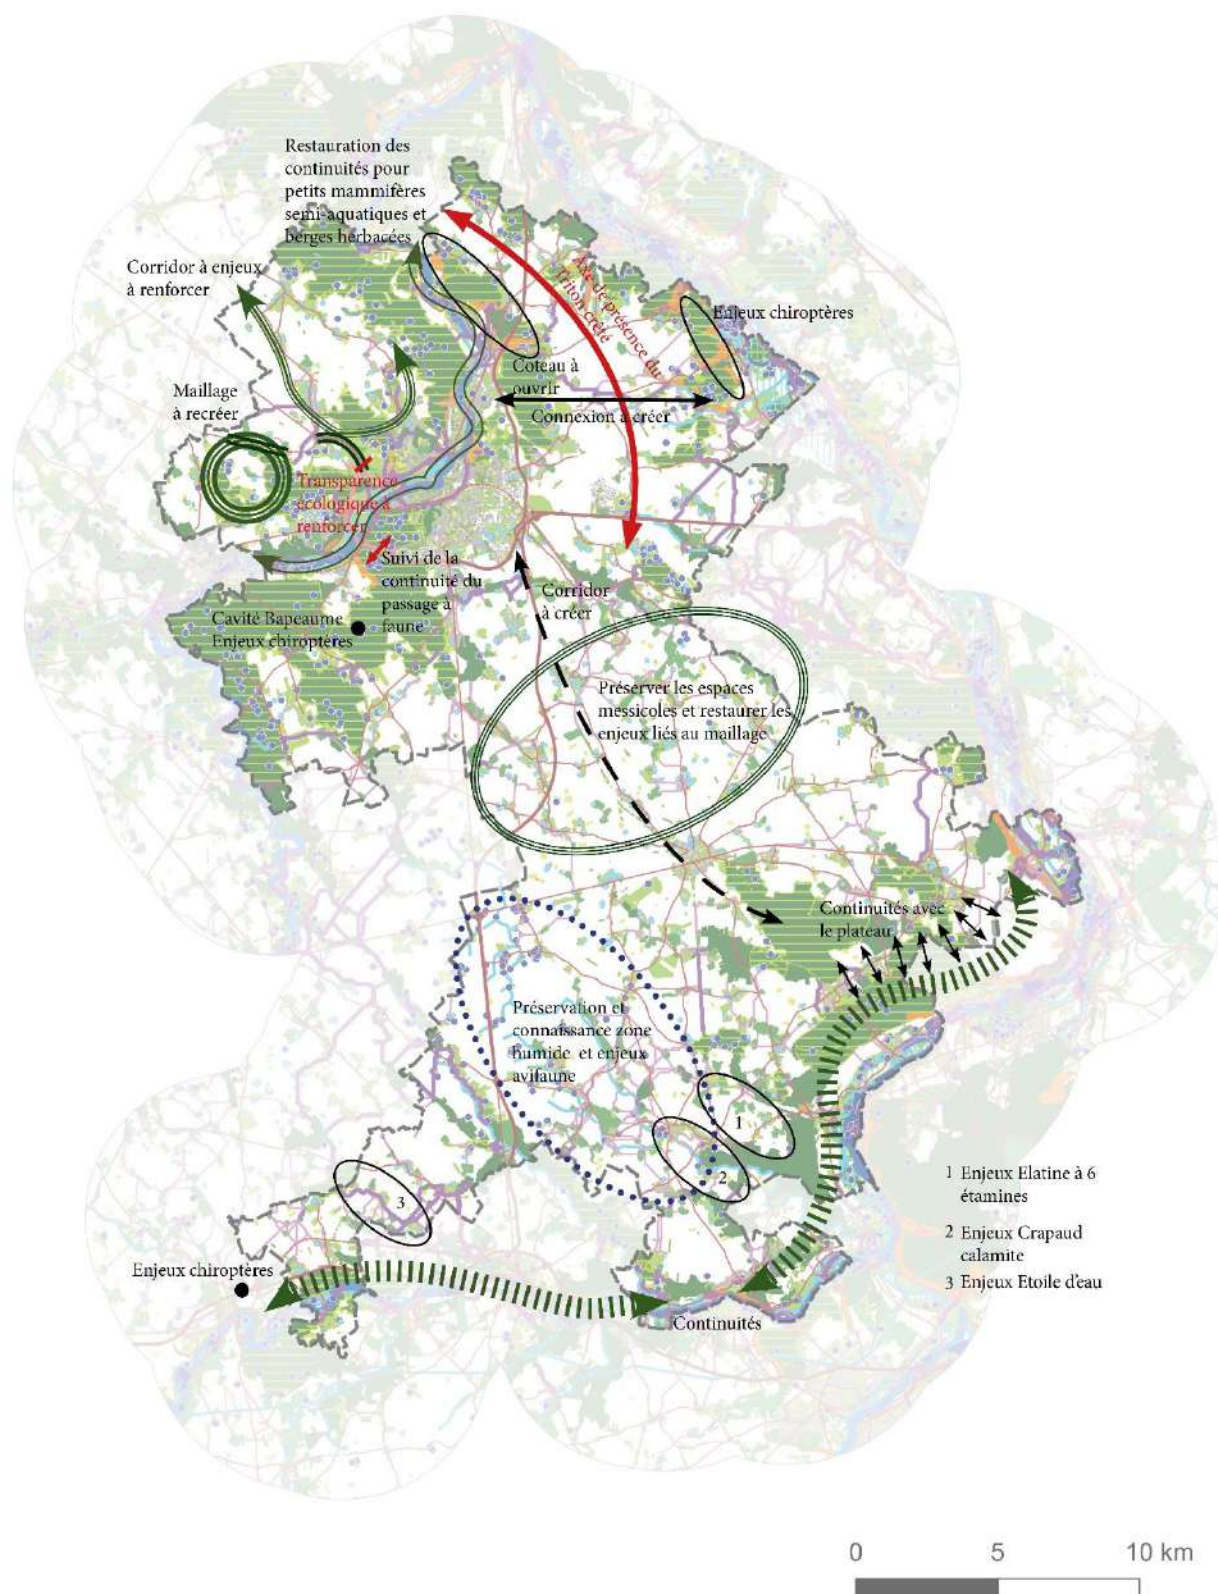 Restauration des
continuités pour
petits mammifères
semi-aquatiques et
berges herbacées
Corridor à enjeux
à renforcer
Axe de présence du
Triton crêté
Enjeux chiroptères
Maillage
à recréer
Coteau à
ouvrir
Connexion à créer
Transparence
écologique à
renforcer
Suivi de la
continuité du
passage à
faune
Corridor
à créer
Cavité Bapeaume
Enjeux chiroptères
Préserver les espaces
messicoles et restaurer les
enjeux liés au maillage
Continuités avec
le plateau
Préservation et
connaissance zone
humide et enjeux
avifaune
1
2
3
1 Enjeux Elatine à 6
étamines
2 Enjeux Crapaud
calamite
3 Enjeux Etoile d'eau
Enjeux chiroptères
Continuités
0 5 10 km